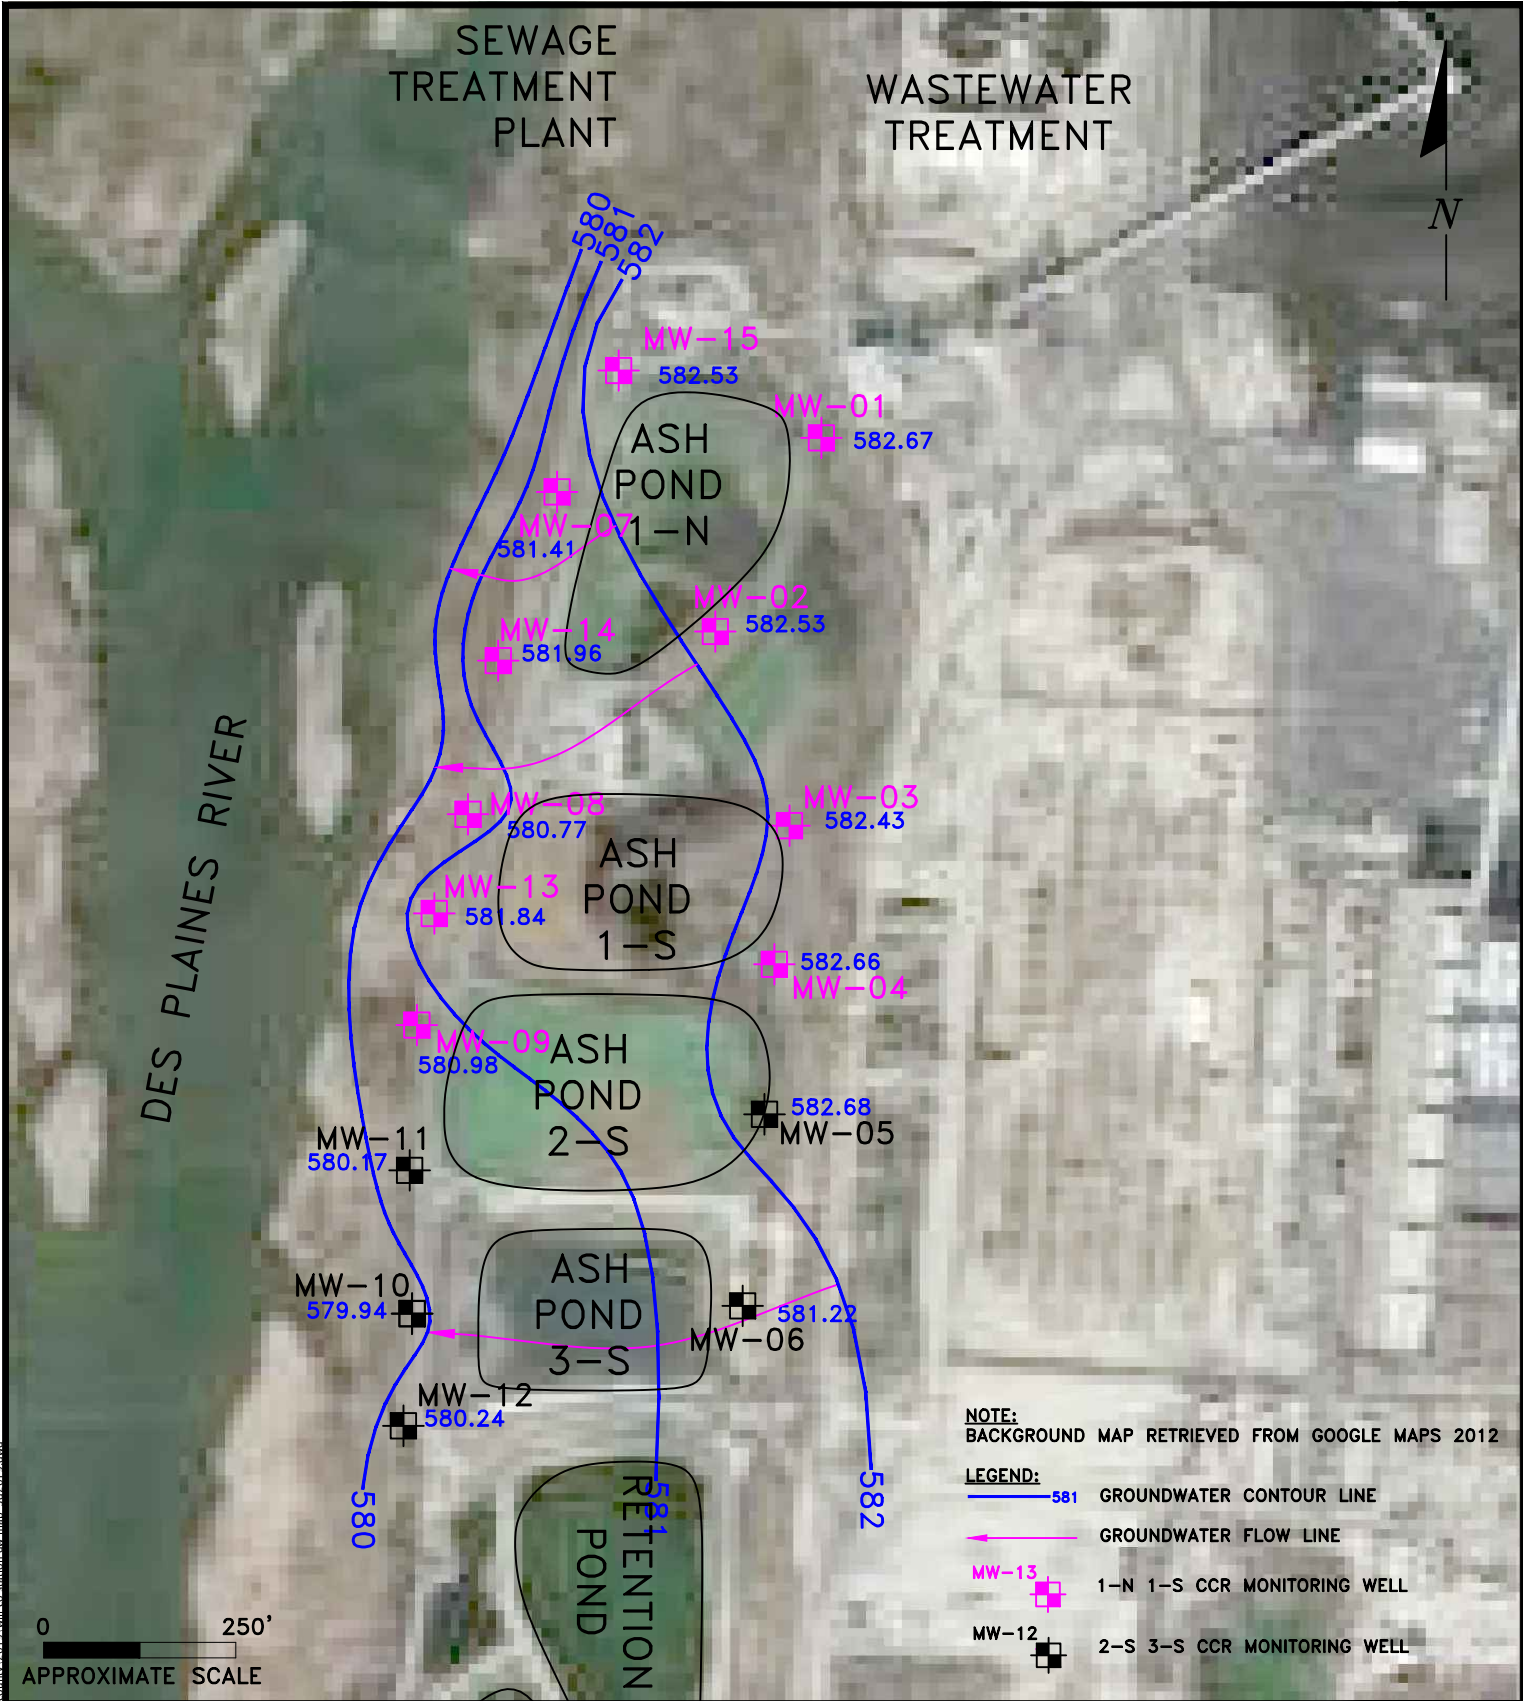 SEWAGE
TREATMENT
PLANT
WASTEWATER
TREATMENT
N
580
581
582
MW-15
582.53
MW-01
582.67
ASH
POND
1-N
MW-07
581.41
MW-02
582.53
MW-14
581.96
DES PLAINES RIVER
MW-08
580.77
MW-03
582.43
ASH
POND
1-S
MW-13
581.84
582.66
MW-04
MW-09
580.98
ASH
POND
2-S
582.68
MW-05
MW-11
580.17
ASH
POND
3-S
MW-10
579.94
581.22
MW-06
MW-12
580.24
580
581
582
RETENTION
POND
NOTE:
BACKGROUND MAP RETRIEVED FROM GOOGLE MAPS 2012
LEGEND:
581 GROUNDWATER CONTOUR LINE
GROUNDWATER FLOW LINE
MW-13
1-N 1-S CCR MONITORING WELL
MW-12
2-S 3-S CCR MONITORING WELL
0 250'
APPROXIMATE SCALE